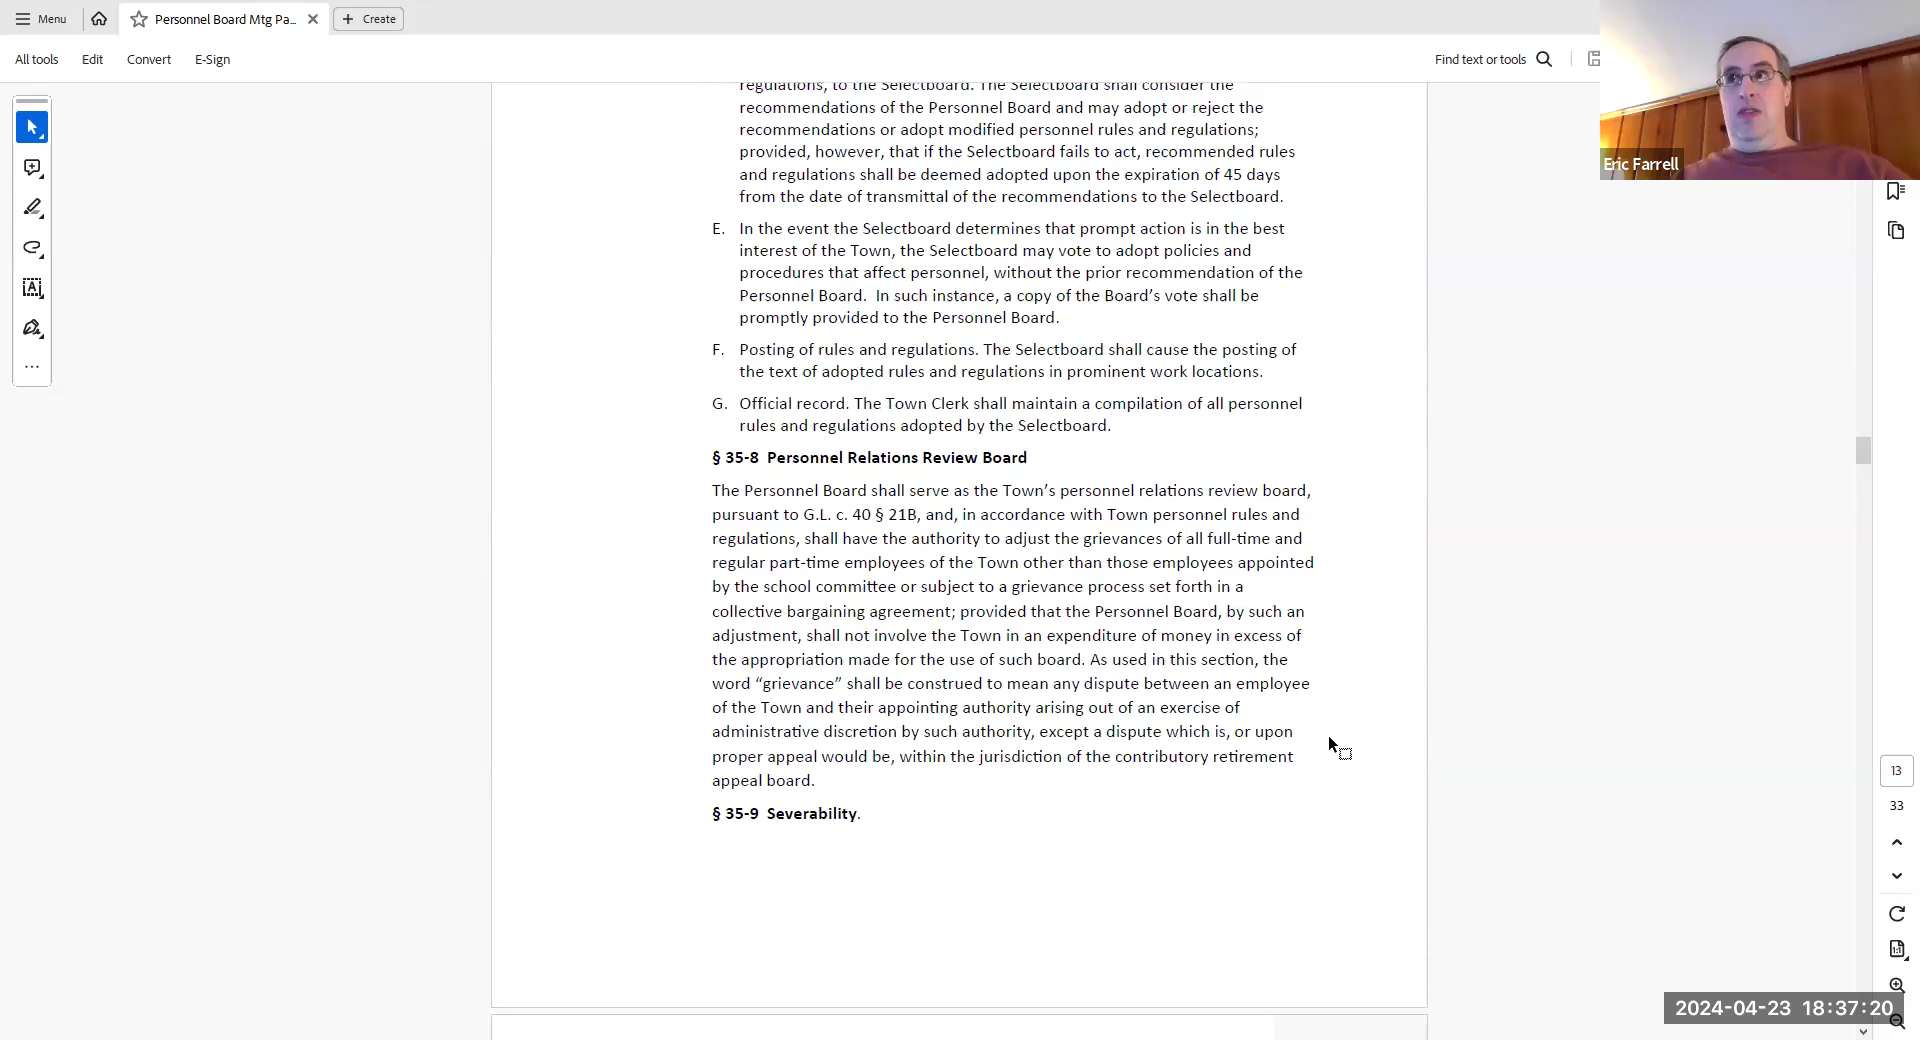 Menu
Personnel Board Mtg Pa...
Create
All tools
Edit
Convert
E-Sign
Find text or tools
Eric Farrell
regulations, to the Selectboard. The Selectboard shall consider the
recommendations of the Personnel Board and may adopt or reject the
recommendations or adopt modified personnel rules and regulations;
provided, however, that if the Selectboard fails to act, recommended rules
and regulations shall be deemed adopted upon the expiration of 45 days
from the date of transmittal of the recommendations to the Selectboard.
E. In the event the Selectboard determines that prompt action is in the best
interest of the Town, the Selectboard may vote to adopt policies and
procedures that affect personnel, without the prior recommendation of the
Personnel Board.  In such instance, a copy of the Board's vote shall be
promptly provided to the Personnel Board.
F. Posting of rules and regulations. The Selectboard shall cause the posting of
the text of adopted rules and regulations in prominent work locations.
G. Official record. The Town Clerk shall maintain a compilation of all personnel
rules and regulations adopted by the Selectboard.
§ 35-8  Personnel Relations Review Board
The Personnel Board shall serve as the Town's personnel relations review board,
pursuant to G.L. c. 40 § 21B, and, in accordance with Town personnel rules and
regulations, shall have the authority to adjust the grievances of all full-time and
regular part-time employees of the Town other than those employees appointed
by the school committee or subject to a grievance process set forth in a
collective bargaining agreement; provided that the Personnel Board, by such an
adjustment, shall not involve the Town in an expenditure of money in excess of
the appropriation made for the use of such board. As used in this section, the
word “grievance” shall be construed to mean any dispute between an employee
of the Town and their appointing authority arising out of an exercise of
administrative discretion by such authority, except a dispute which is, or upon
proper appeal would be, within the jurisdiction of the contributory retirement
appeal board.
§ 35-9  Severability.
13
33
2024-04-23 18:37:20